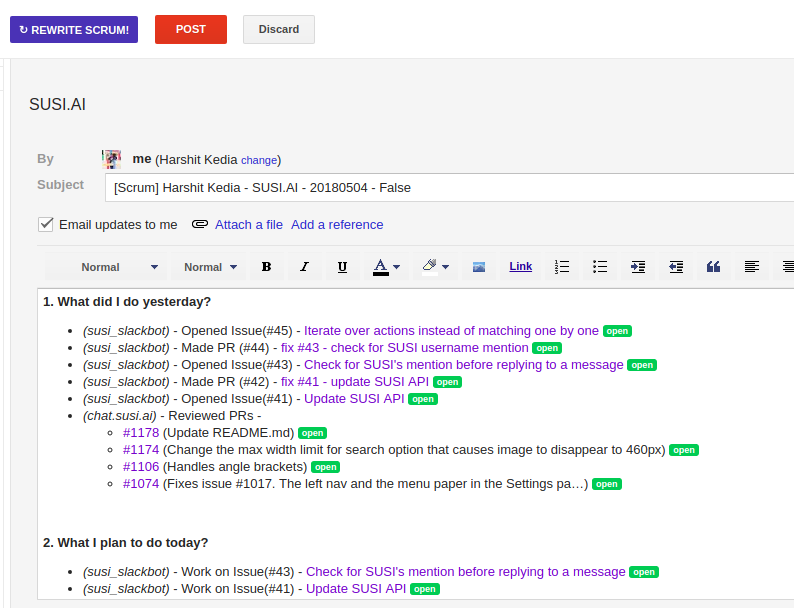 ↻ REWRITE SCRUM! POST Discard
SUSI.AI
By me (Harshit Kedia change)
Subject [Scrum] Harshit Kedia - SUSI.AI - 20180504 - False
Email updates to me Attach a file Add a reference
Normal Normal B I U A Link
1. What did I do yesterday?
• (susi_slackbot) - Opened Issue(#45) - Iterate over actions instead of matching one by one open
• (susi_slackbot) - Made PR (#44) - fix #43 - check for SUSI username mention open
• (susi_slackbot) - Opened Issue(#43) - Check for SUSI's mention before replying to a message open
• (susi_slackbot) - Made PR (#42) - fix #41 - update SUSI API open
• (susi_slackbot) - Opened Issue(#41) - Update SUSI API open
• (chat.susi.ai) - Reviewed PRs -
◦ #1178 (Update README.md) open
◦ #1174 (Change the max width limit for search option that causes image to disappear to 460px) open
◦ #1106 (Handles angle brackets) open
◦ #1074 (Fixes issue #1017. The left nav and the menu paper in the Settings pa…) open
2. What I plan to do today?
• (susi_slackbot) - Work on Issue(#43) - Check for SUSI's mention before replying to a message open
• (susi_slackbot) - Work on Issue(#41) - Update SUSI API open